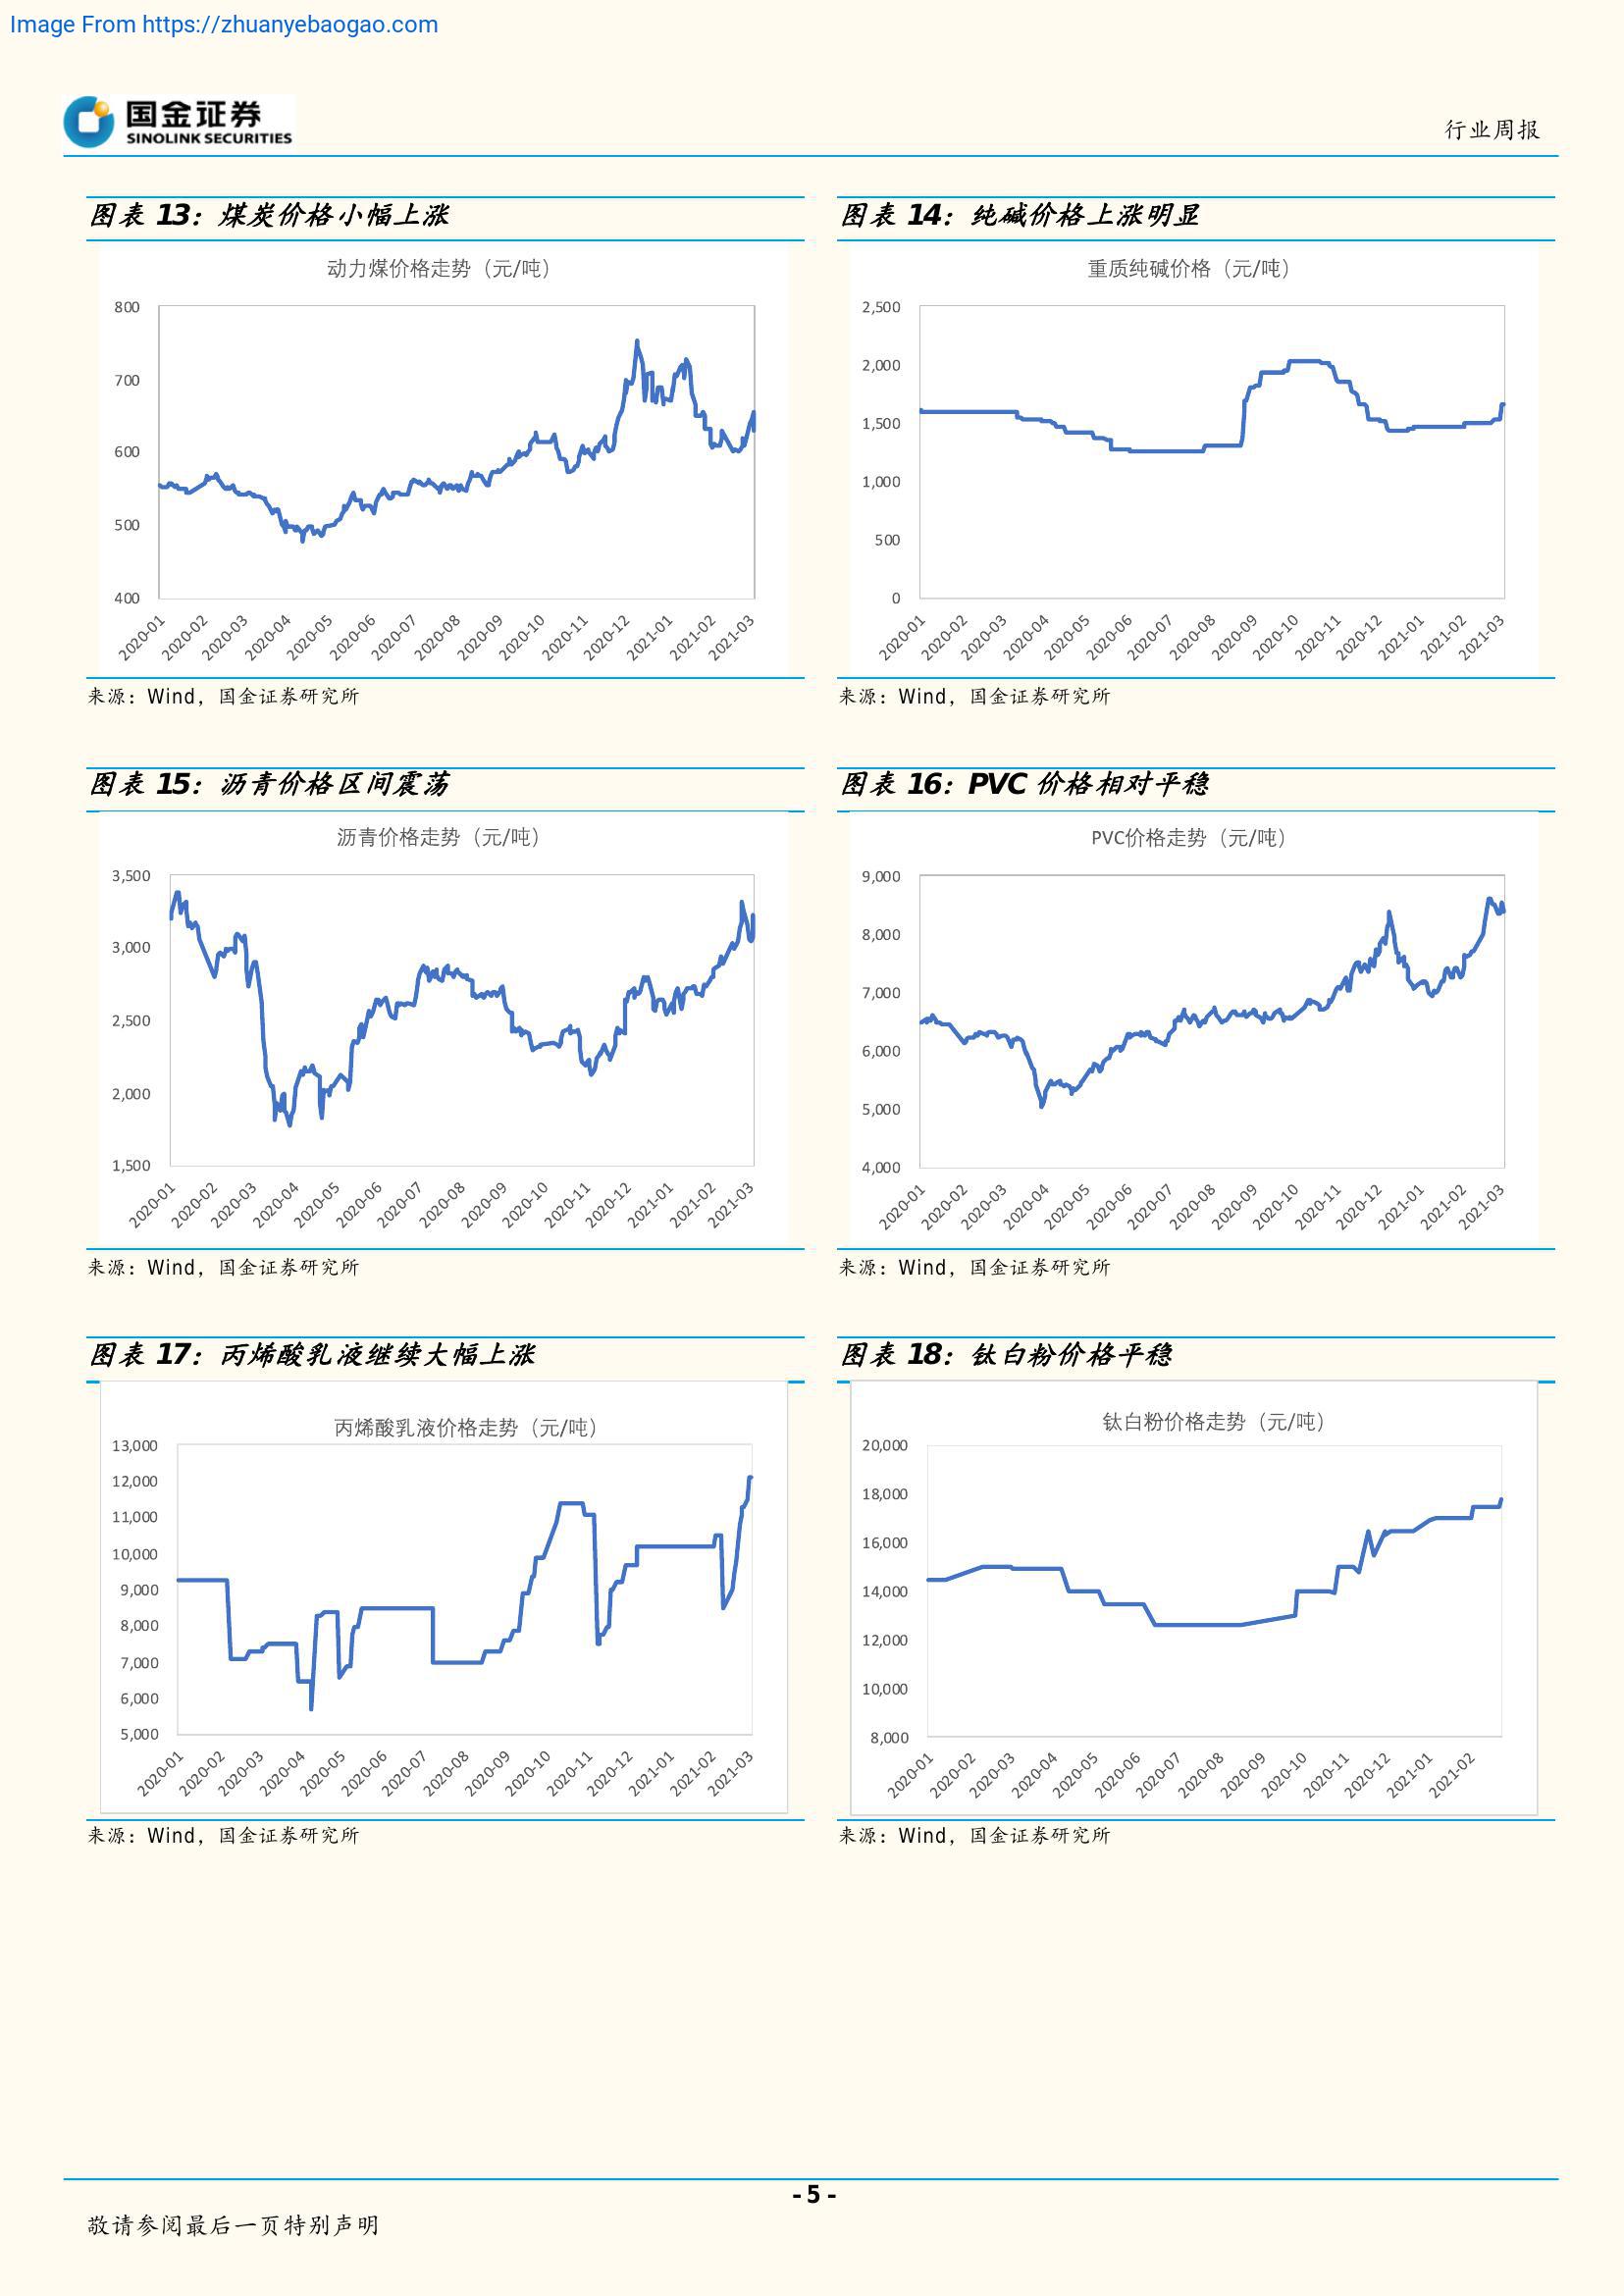 Image From https://zhuanyebaogao.com
国金证券
SINOLINK SECURITIES
行业周报
图表 13：煤炭价格小幅上涨
动力煤价格走势（元/吨）
800
700
600
500
400
2020-01 2020-02 2020-03 2020-04 2020-05 2020-06 2020-07 2020-08 2020-09 2020-10 2020-11 2020-12 2021-01 2021-02 2021-03
来源：Wind，国金证券研究所
图表 14：纯碱价格上涨明显
重质纯碱价格（元/吨）
2,500
2,000
1,500
1,000
500
0
2020-01 2020-02 2020-03 2020-04 2020-05 2020-06 2020-07 2020-08 2020-09 2020-10 2020-11 2020-12 2021-01 2021-02 2021-03
来源：Wind，国金证券研究所
图表 15：沥青价格区间震荡
沥青价格走势（元/吨）
3,500
3,000
2,500
2,000
1,500
2020-01 2020-02 2020-03 2020-04 2020-05 2020-06 2020-07 2020-08 2020-09 2020-10 2020-11 2020-12 2021-01 2021-02 2021-03
来源：Wind，国金证券研究所
图表 16：PVC 价格相对平稳
PVC价格走势（元/吨）
9,000
8,000
7,000
6,000
5,000
4,000
2020-01 2020-02 2020-03 2020-04 2020-05 2020-06 2020-07 2020-08 2020-09 2020-10 2020-11 2020-12 2021-01 2021-02 2021-03
来源：Wind，国金证券研究所
图表 17：丙烯酸乳液继续大幅上涨
丙烯酸乳液价格走势（元/吨）
13,000
12,000
11,000
10,000
9,000
8,000
7,000
6,000
5,000
2020-01 2020-02 2020-03 2020-04 2020-05 2020-06 2020-07 2020-08 2020-09 2020-10 2020-11 2020-12 2021-01 2021-02 2021-03
来源：Wind，国金证券研究所
图表 18：钛白粉价格平稳
钛白粉价格走势（元/吨）
20,000
18,000
16,000
14,000
12,000
10,000
8,000
2020-01 2020-02 2020-03 2020-04 2020-05 2020-06 2020-07 2020-08 2020-09 2020-10 2020-11 2020-12 2021-01 2021-02
来源：Wind，国金证券研究所
- 5 -
敬请参阅最后一页特别声明